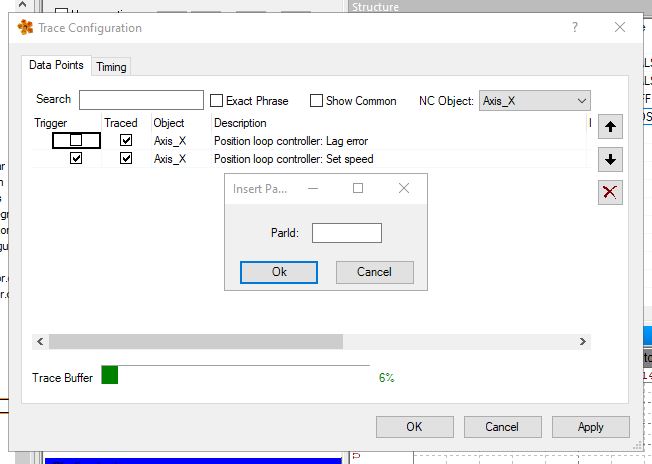 Structure
Trace Configuration
Data Points
Timing
Search
Exact Phrase
Show Common
NC Object:
Axis_X
Trigger
Traced
Object
Description
Axis_X
Position loop controller: Lag error
Axis_X
Position loop controller: Set speed
Insert Pa...
ParId:
Ok
Cancel
Trace Buffer
6%
OK
Cancel
Apply